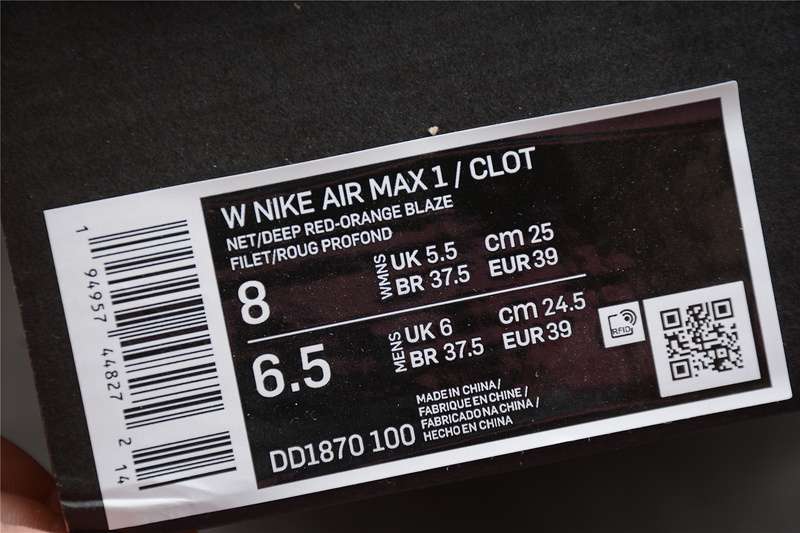 W NIKE AIR MAX 1 / CLOT
NET/DEEP RED-ORANGE BLAZE
FILET/ROUG PROFOND
8
WMNS
UK 5.5
BR 37.5
cm 25
EUR 39
6.5
MENS
UK 6
BR 37.5
cm 24.5
EUR 39
RFID
DD1870 100
MADE IN CHINA/
FABRIQUE EN CHINE /
FABRICADO NA CHINA /
HECHO EN CHINA
1 94957 44827 2 14